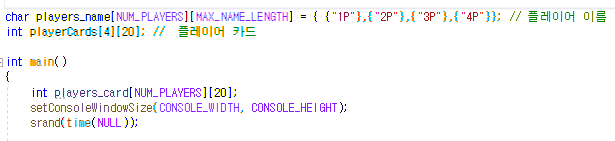 char players_name[NUM_PLAYERS][MAX_NAME_LENGTH] = { {"1P"},{"2P"},{"3P"},{"4P"}}; // 플레이어 이름
int playerCards[4][20]; // 플레이어 카드
int main()
{
int players_card[NUM_PLAYERS][20];
setConsoleWindowSize(CONSOLE_WIDTH, CONSOLE_HEIGHT);
srand(time(NULL));